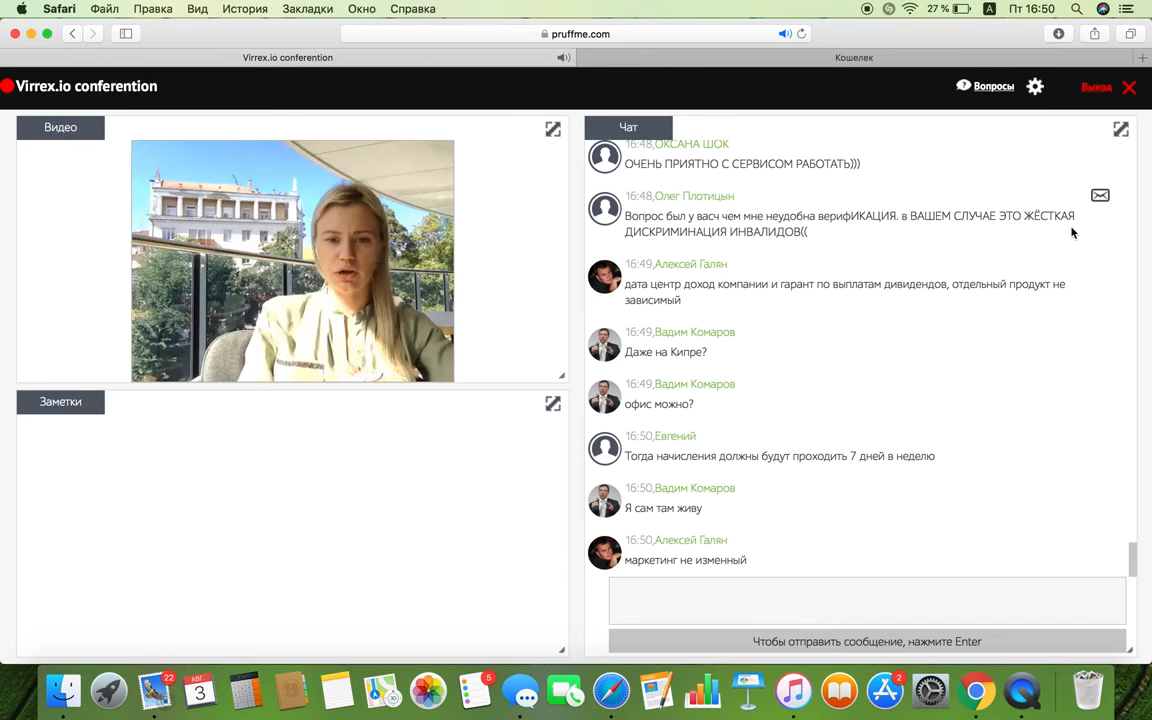 Safari Файл Правка Вид История Закладки Окно Справка 27 % A Пт 16:50
pruffme.com
Virrex.io conferention
Кошелек
Virrex.io conferention
Вопросы
Выход
Видео
Чат
16:48,ОКСАНА ШОК
ОЧЕНЬ ПРИЯТНО С СЕРВИСОМ РАБОТАТЬ)))
16:48,Олег Плотицын
Вопрос был у васч чем мне неудобна верифИКАЦИЯ. в ВАШЕМ СЛУЧАЕ ЭТО ЖЁСТКАЯ
ДИСКРИМИНАЦИЯ ИНВАЛИДОВ((
16:49,Алексей Галян
дата центр доход компании и гарант по выплатам дивидендов, отдельный продукт не
зависимый
16:49,Вадим Комаров
Даже на Кипре?
16:49,Вадим Комаров
офис можно?
16:50,Евгений
Тогда начисления должны будут проходить 7 дней в неделю
16:50,Вадим Комаров
Я сам там живу
16:50,Алексей Галян
маркетинг не изменный
Чтобы отправить сообщение, нажмите Enter
Заметки
22
АВГ.
3
5
2